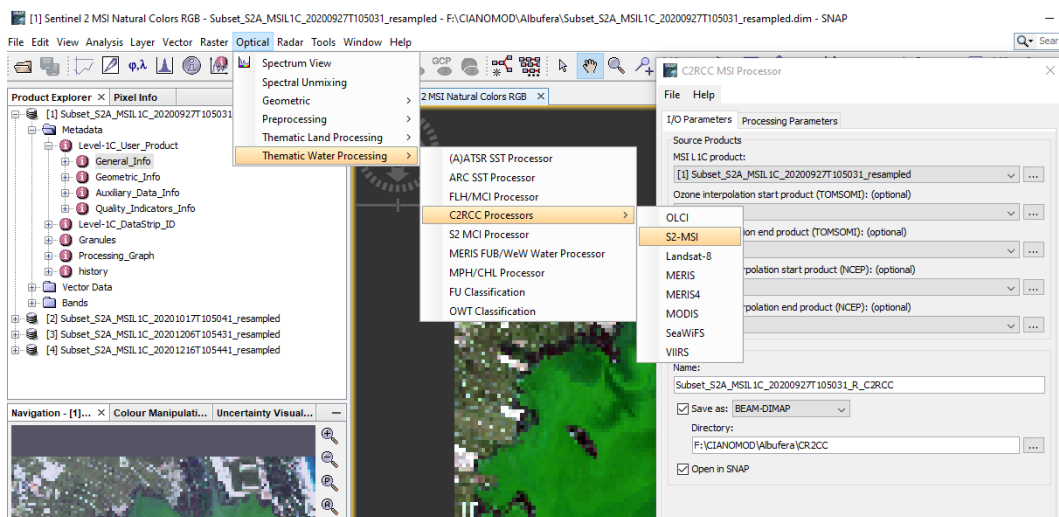 [1] Sentinel 2 MSI Natural Colors RGB - Subset_S2A_MSIL1C_20200927T105031_resampled - F:\CIANOMOD\Albufera\Subset_S2A_MSIL1C_20200927T105031_resampled.dim - SNAP
File Edit View Analysis Layer Vector Raster Optical Radar Tools Window Help
Sear
φ,λ
GCP
Product Explorer
Pixel Info
[1] Subset_S2A_MSIL1C_20200927T105031
Metadata
Level-1C_User_Product
General_Info
Geometric_Info
Auxiliary_Data_Info
Quality_Indicators_Info
Level-1C_DataStrip_ID
Granules
Processing_Graph
history
Vector Data
Bands
[2] Subset_S2A_MSIL1C_20201017T105041_resampled
[3] Subset_S2A_MSIL1C_20201206T105431_resampled
[4] Subset_S2A_MSIL1C_20201216T105441_resampled
Navigation - [1]...
Colour Manipulati...
Uncertainty Visual...
Spectrum View
Spectral Unmixing
Geometric
Preprocessing
Thematic Land Processing
Thematic Water Processing
2 MSI Natural Colors RGB
(A)ATSR SST Processor
ARC SST Processor
FLH/MCI Processor
C2RCC Processors
S2 MCI Processor
MERIS FUB/WeW Water Processor
MPH/CHL Processor
FU Classification
OWT Classification
OLCI
S2-MSI
Landsat-8
MERIS
MERIS4
MODIS
SeaWiFS
VIIRS
C2RCC MSI Processor
File Help
I/O Parameters
Processing Parameters
Source Products
MSI L1C product:
[1] Subset_S2A_MSIL1C_20200927T105031_resampled
...
Ozone interpolation start product (TOMSOMI): (optional)
...
on end product (TOMSOMI): (optional)
...
rpolation start product (NCEP): (optional)
...
polation end product (NCEP): (optional)
...
Name:
Subset_S2A_MSIL1C_20200927T105031_R_C2RCC
Save as: BEAM-DIMAP
Directory:
F:\CIANOMOD\Albufera\CR2CC
...
Open in SNAP